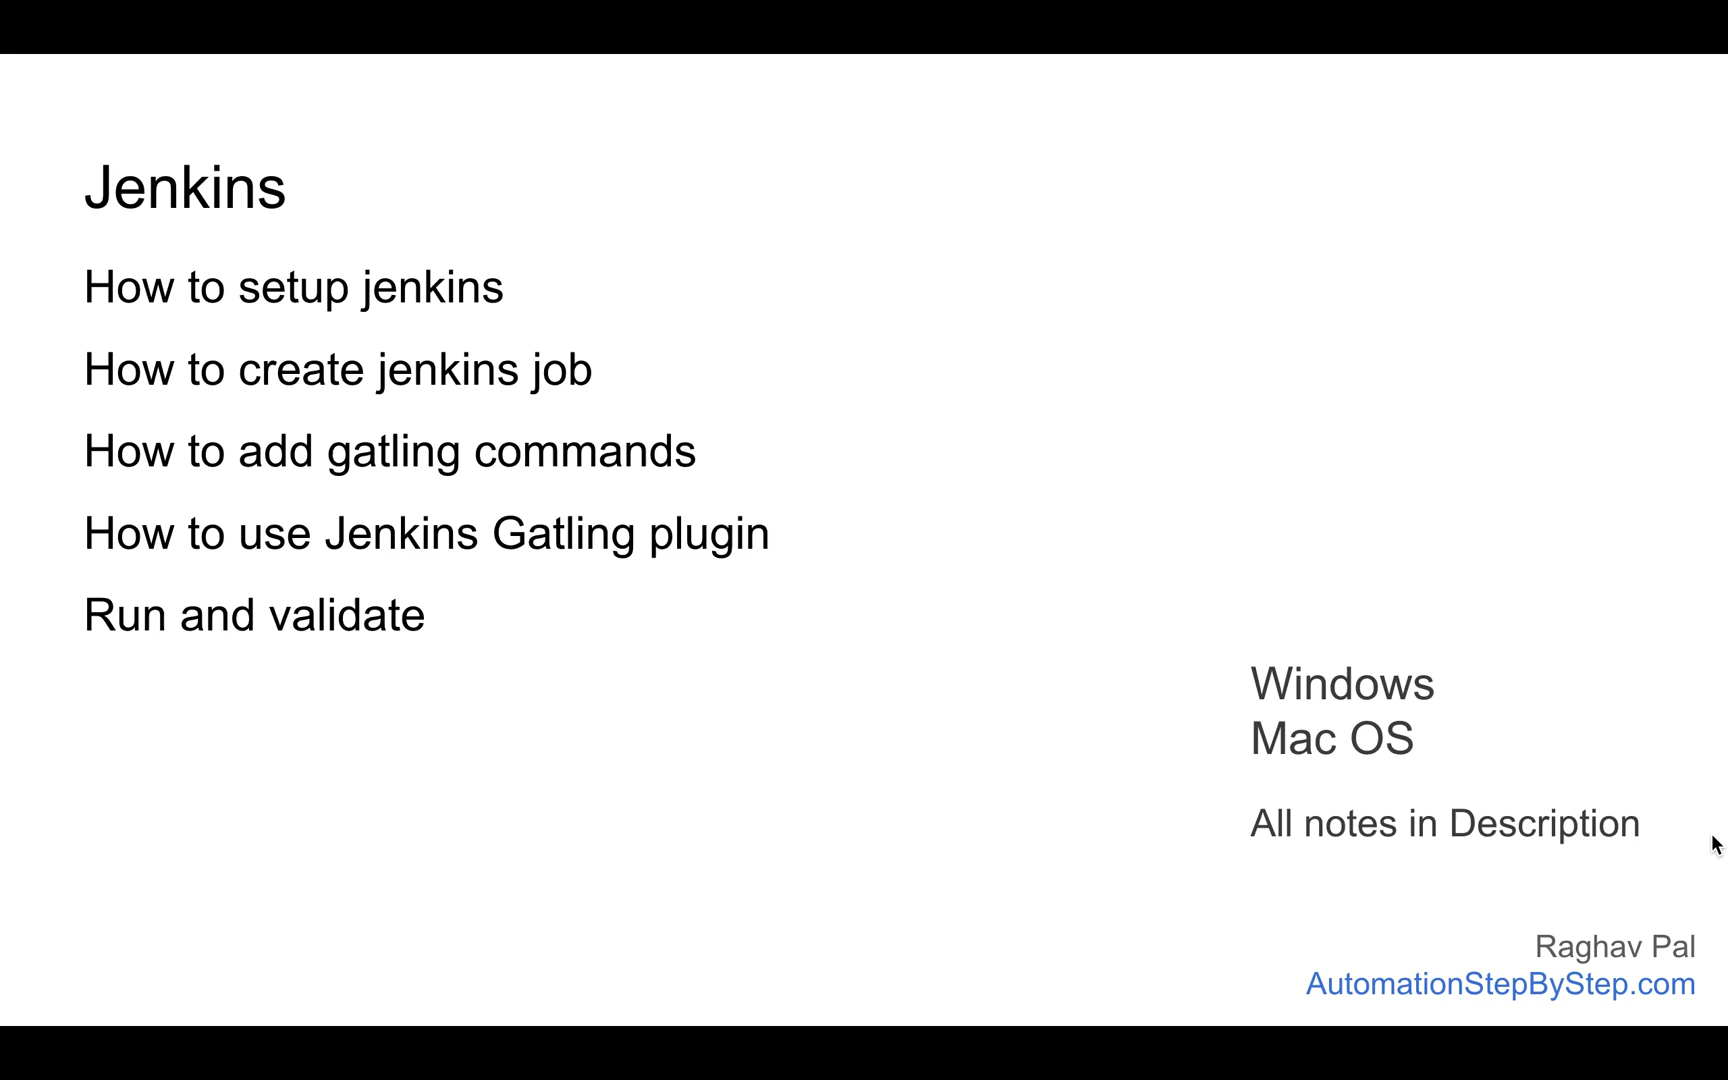 Jenkins
How to setup jenkins
How to create jenkins job
How to add gatling commands
How to use Jenkins Gatling plugin
Run and validate
Windows
Mac OS
All notes in Description
Raghav Pal
AutomationStepByStep.com